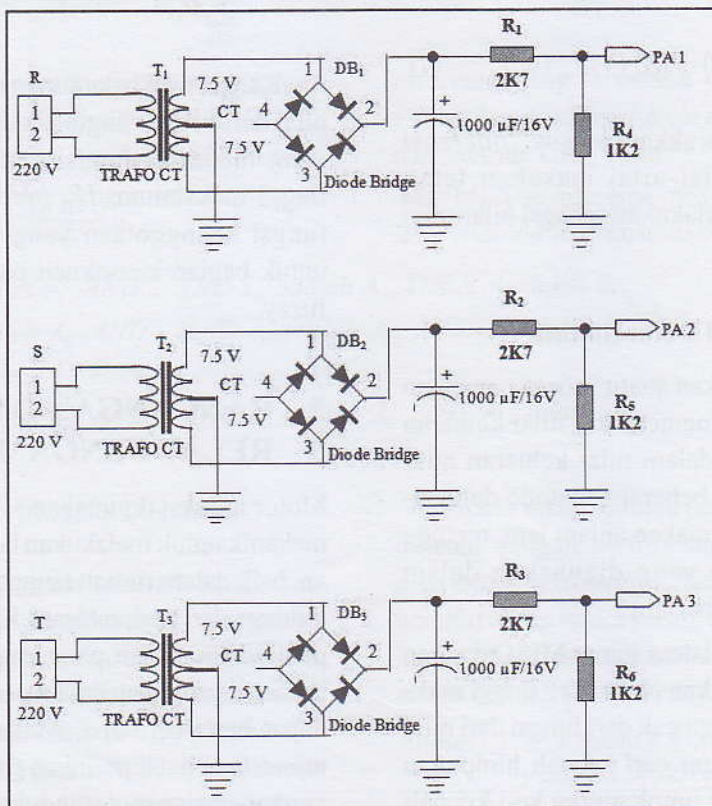 R₁
PA 1
R
1
2
220 V
T₁
7.5 V
CT
7.5 V
TRAFO CT
1
DB₁
4
2
3
Diode Bridge
+
1000 µF/16V
2K7
R₄
1K2
R₂
PA 2
S
1
2
220 V
T₂
7.5 V
CT
7.5 V
TRAFO CT
1
DB₂
4
2
3
Diode Bridge
+
1000 µF/16V
2K7
R₅
1K2
R₃
PA 3
T
1
2
220 V
T₃
7.5 V
CT
7.5 V
TRAFO CT
1
DB₃
4
2
3
Diode Bridge
+
1000 µF/16V
2K7
R₆
1K2